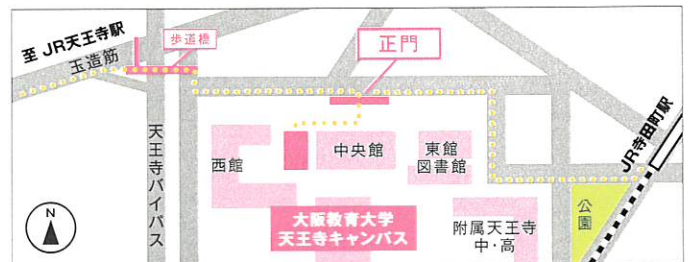 至 JR天王寺駅
玉造筋
歩道橋
正門
天王寺バイパス
西館
中央館
東館
図書館
JR寺田町駅
公園
大阪教育大学
天王寺キャンパス
附属天王寺
中・高
N